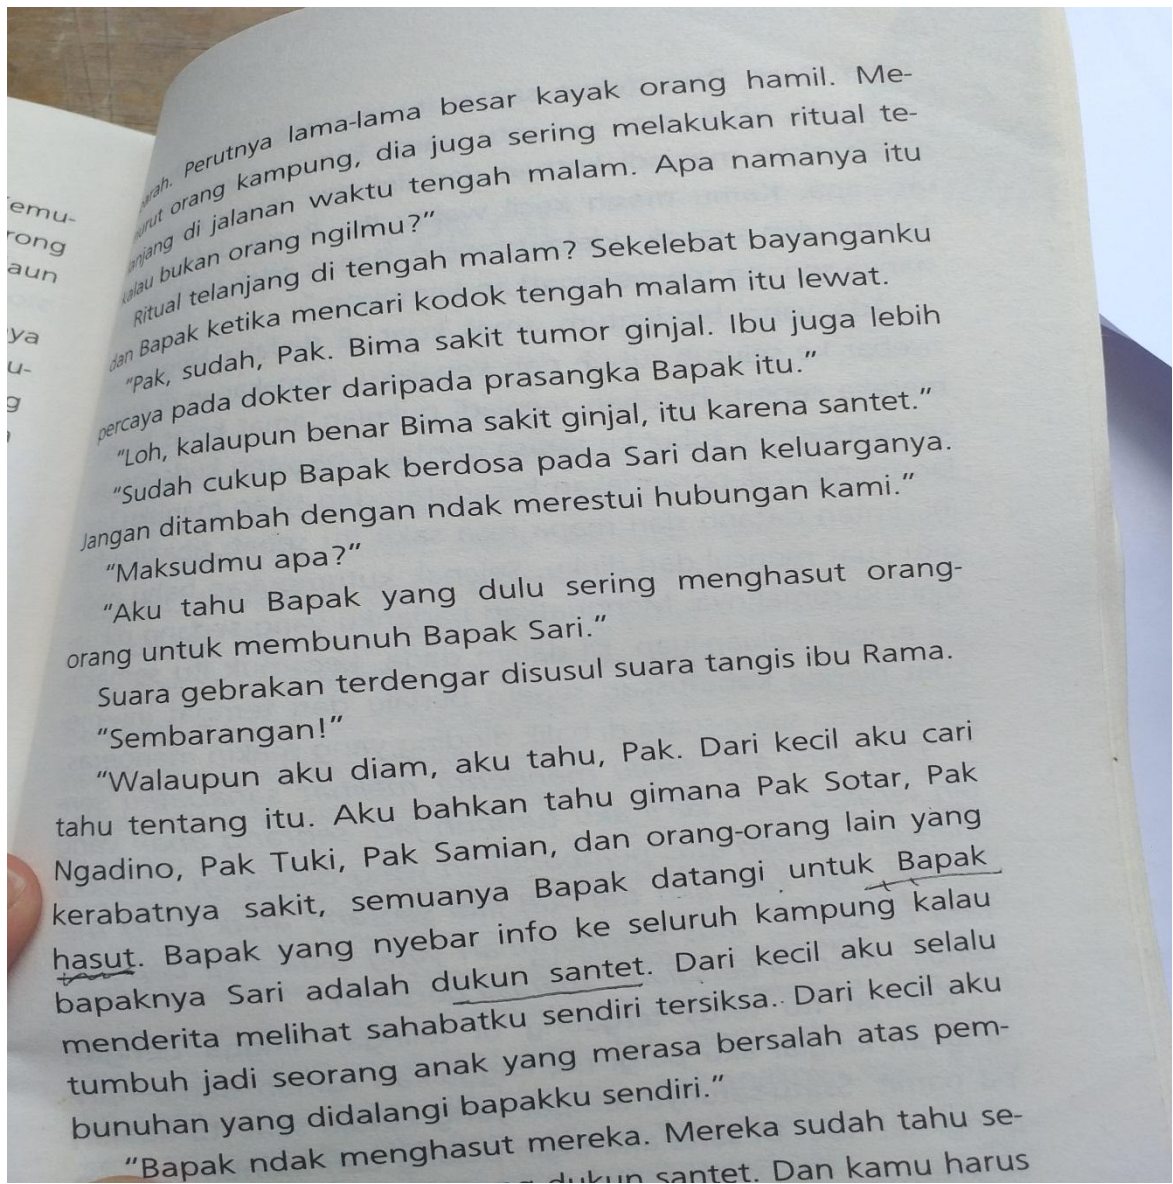 emu-
rong
aun
ya
u-
g
arah. Perutnya lama-lama besar kayak orang hamil. Me-
nurut orang kampung, dia juga sering melakukan ritual te-
lanjang di jalanan waktu tengah malam. Apa namanya itu
kalau bukan orang ngilmu?”
Ritual telanjang di tengah malam? Sekelebat bayanganku
dan Bapak ketika mencari kodok tengah malam itu lewat.
“Pak, sudah, Pak. Bima sakit tumor ginjal. Ibu juga lebih
percaya pada dokter daripada prasangka Bapak itu.”
“Loh, kalaupun benar Bima sakit ginjal, itu karena santet.”
“Sudah cukup Bapak berdosa pada Sari dan keluarganya.
Jangan ditambah dengan ndak merestui hubungan kami.”
“Maksudmu apa?”
“Aku tahu Bapak yang dulu sering menghasut orang-
orang untuk membunuh Bapak Sari.”
Suara gebrakan terdengar disusul suara tangis ibu Rama.
“Sembarangan!”
“Walaupun aku diam, aku tahu, Pak. Dari kecil aku cari
tahu tentang itu. Aku bahkan tahu gimana Pak Sotar, Pak
Ngadino, Pak Tuki, Pak Samian, dan orang-orang lain yang
kerabatnya sakit, semuanya Bapak datangi untuk Bapak
hasut. Bapak yang nyebar info ke seluruh kampung kalau
bapaknya Sari adalah dukun santet. Dari kecil aku selalu
menderita melihat sahabatku sendiri tersiksa. Dari kecil aku
tumbuh jadi seorang anak yang merasa bersalah atas pem-
bunuhan yang didalangi bapakku sendiri.”
“Bapak ndak menghasut mereka. Mereka sudah tahu se-
dukun santet. Dan kamu harus